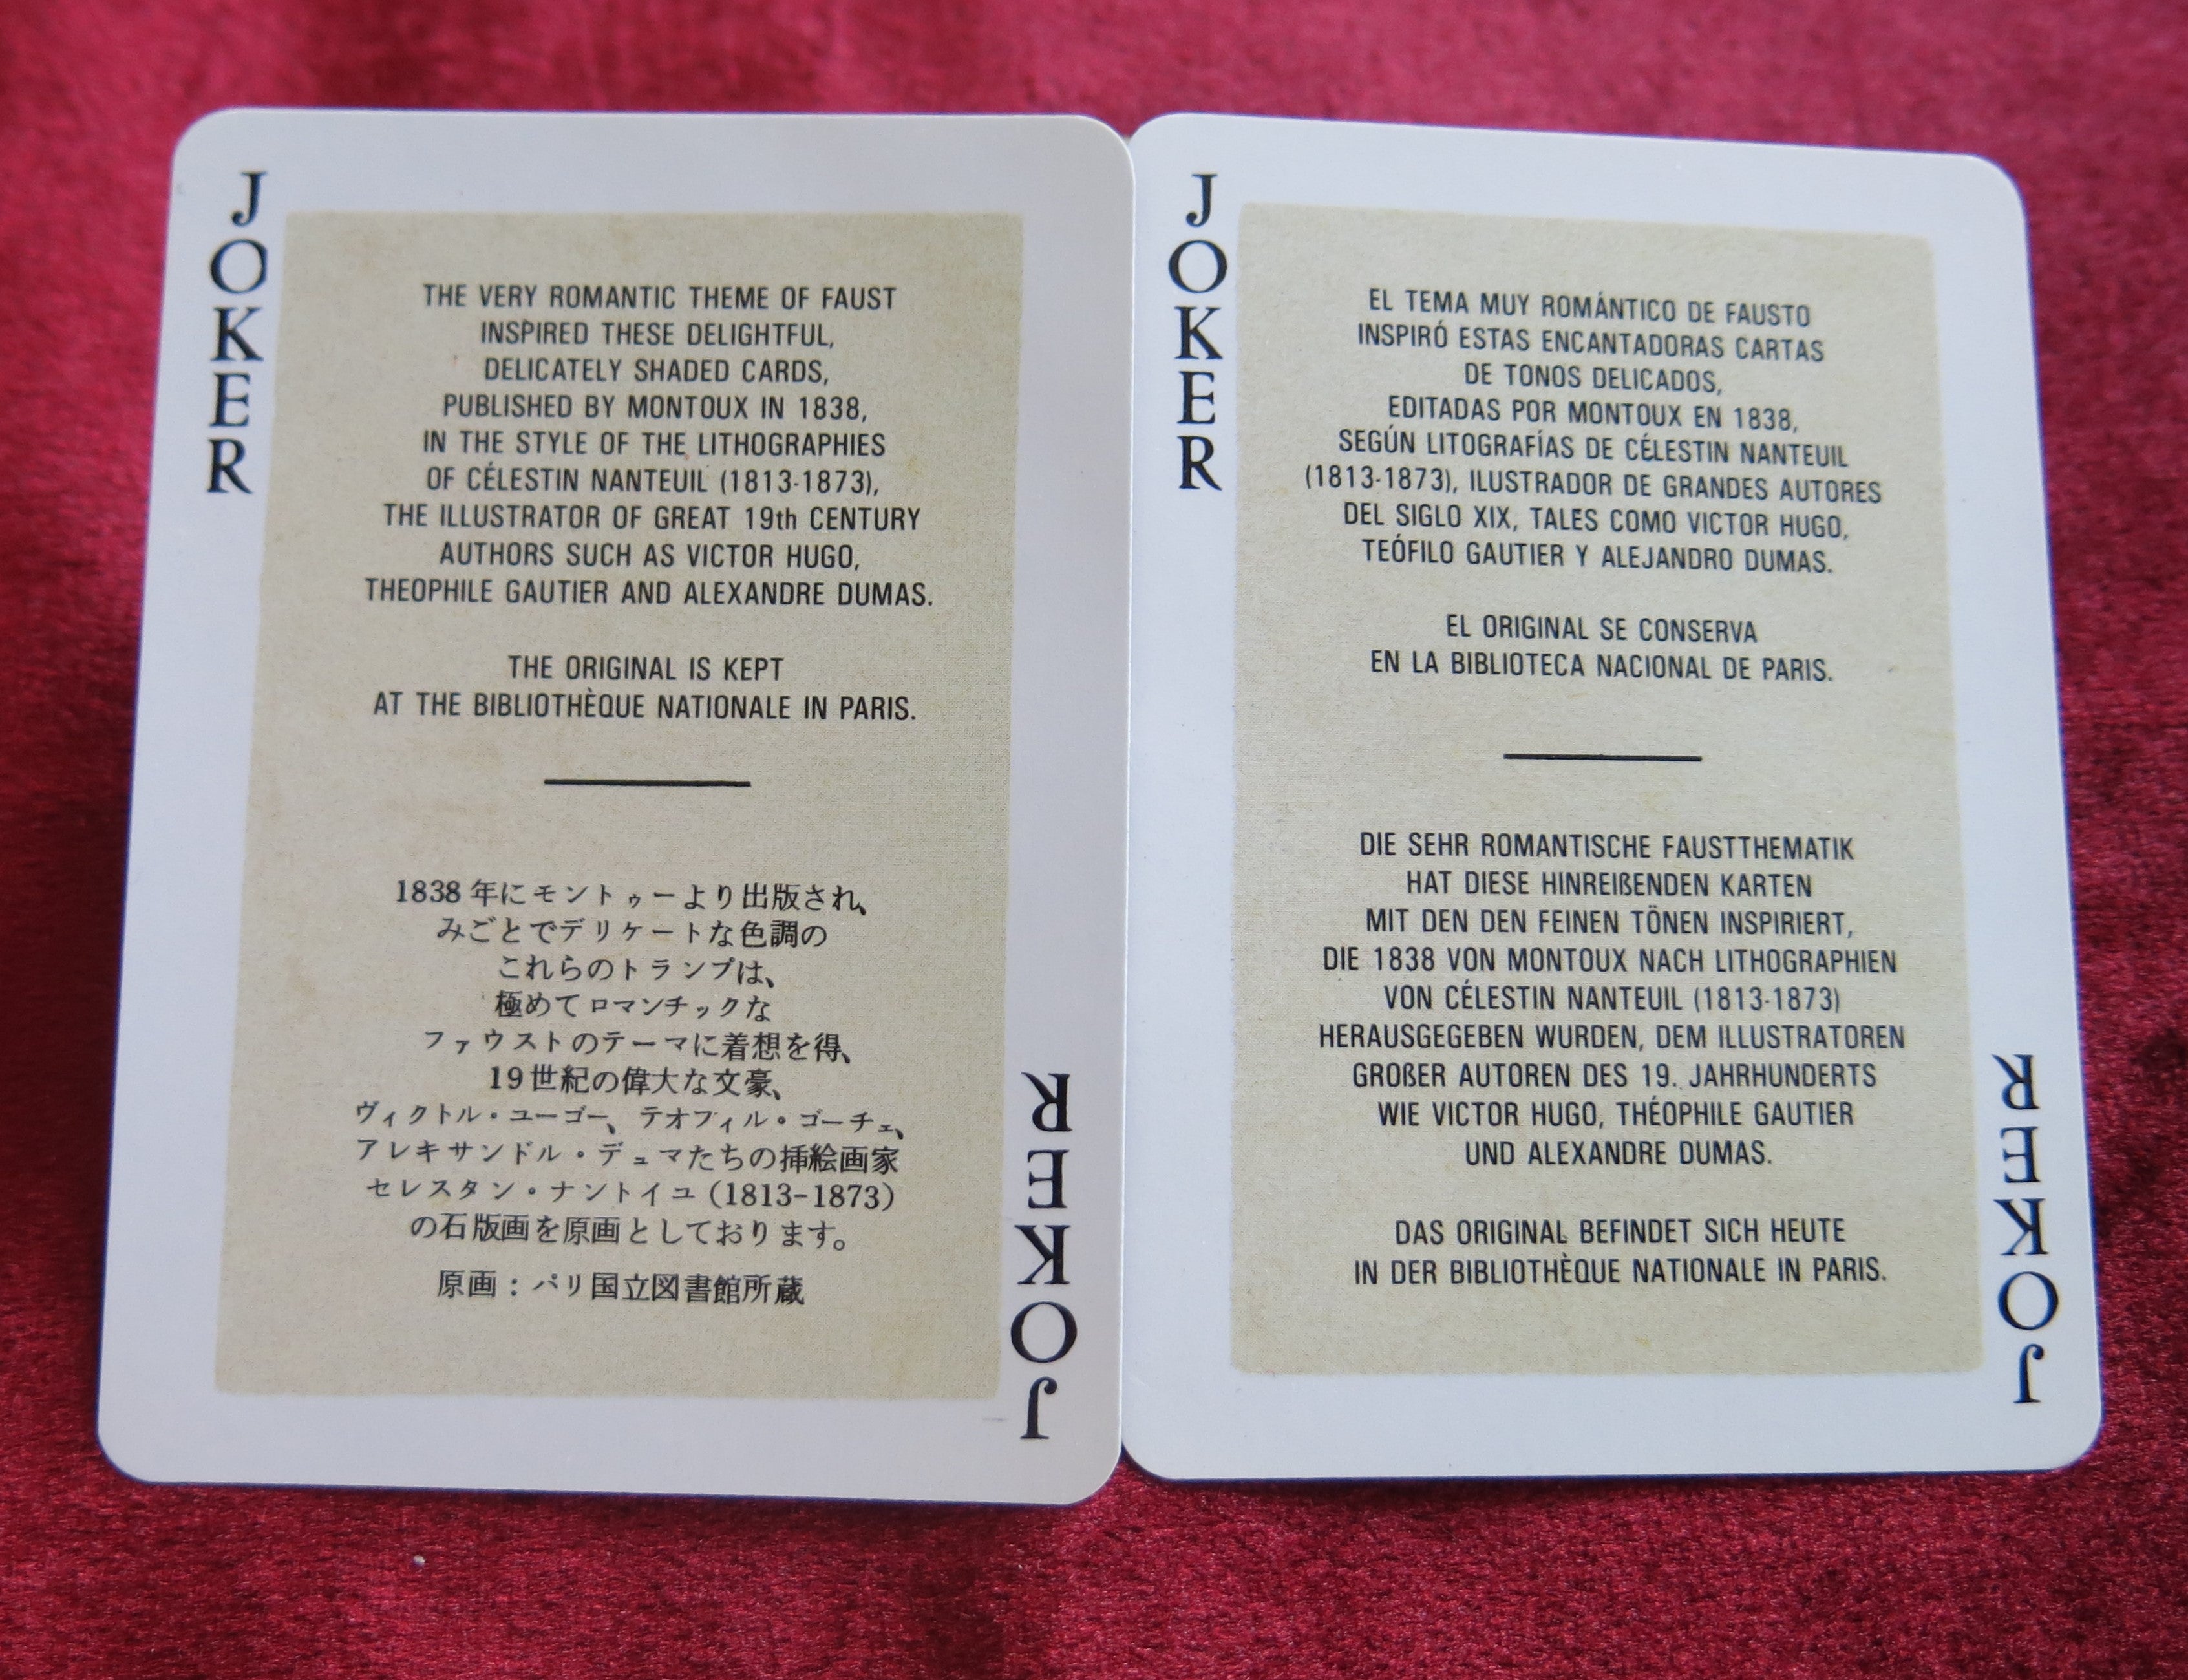 JOKER
THE VERY ROMANTIC THEME OF FAUST
INSPIRED THESE DELIGHTFUL,
DELICATELY SHADED CARDS,
PUBLISHED BY MONTOUX IN 1838,
IN THE STYLE OF THE LITHOGRAPHIES
OF CÉLESTIN NANTEUIL (1813-1873),
THE ILLUSTRATOR OF GREAT 19th CENTURY
AUTHORS SUCH AS VICTOR HUGO,
THEOPHILE GAUTIER AND ALEXANDRE DUMAS.
THE ORIGINAL IS KEPT
AT THE BIBLIOTHÈQUE NATIONALE IN PARIS.
1838年にモントゥーより出版され、
みごとでデリケートな色調の
これらのトランプは、
極めてロマンチックな
ファウストのテーマに着想を得、
19世紀の偉大な文豪、
ヴィクトル・ユーゴー、テオフィル・ゴーチェ、
アレキサンドル・デュマたちの挿絵画家
セレスタン・ナントイユ(1813-1873)
の石版画を原画としております。
原画:パリ国立図書館所蔵
JOKER
JOKER
EL TEMA MUY ROMÁNTICO DE FAUSTO
INSPIRÓ ESTAS ENCANTADORAS CARTAS
DE TONOS DELICADOS,
EDITADAS POR MONTOUX EN 1838,
SEGÚN LITOGRAFÍAS DE CÉLESTIN NANTEUIL
(1813-1873), ILUSTRADOR DE GRANDES AUTORES
DEL SIGLO XIX, TALES COMO VICTOR HUGO,
TEÓFILO GAUTIER Y ALEJANDRO DUMAS.
EL ORIGINAL SE CONSERVA
EN LA BIBLIOTECA NACIONAL DE PARIS.
DIE SEHR ROMANTISCHE FAUSTTHEMATIK
HAT DIESE HINREIßENDEN KARTEN
MIT DEN DEN FEINEN TÖNEN INSPIRIERT,
DIE 1838 VON MONTOUX NACH LITHOGRAPHIEN
VON CÉLESTIN NANTEUIL (1813-1873)
HERAUSGEGEBEN WURDEN, DEM ILLUSTRATOREN
GROßER AUTOREN DES 19. JAHRHUNDERTS
WIE VICTOR HUGO, THÉOPHILE GAUTIER
UND ALEXANDRE DUMAS.
DAS ORIGINAL BEFINDET SICH HEUTE
IN DER BIBLIOTHÈQUE NATIONALE IN PARIS.
JOKER